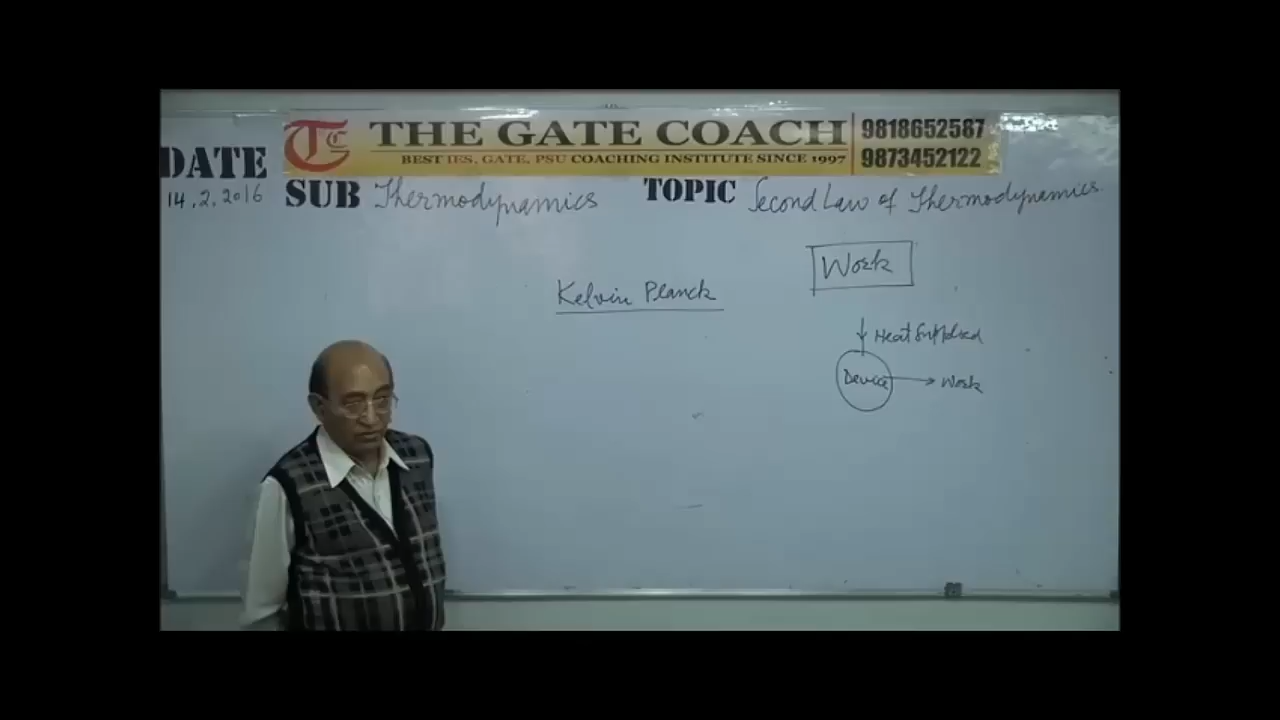 THE GATE COACH
BEST IES, GATE, PSU COACHING INSTITUTE SINCE 1997
9818652587
9873452122
DATE
14.2.2016
SUB Thermodynamics
TOPIC Second Law of Thermodynamics.
Work
Kelvin Planck
Heat Supplied
Device
Work